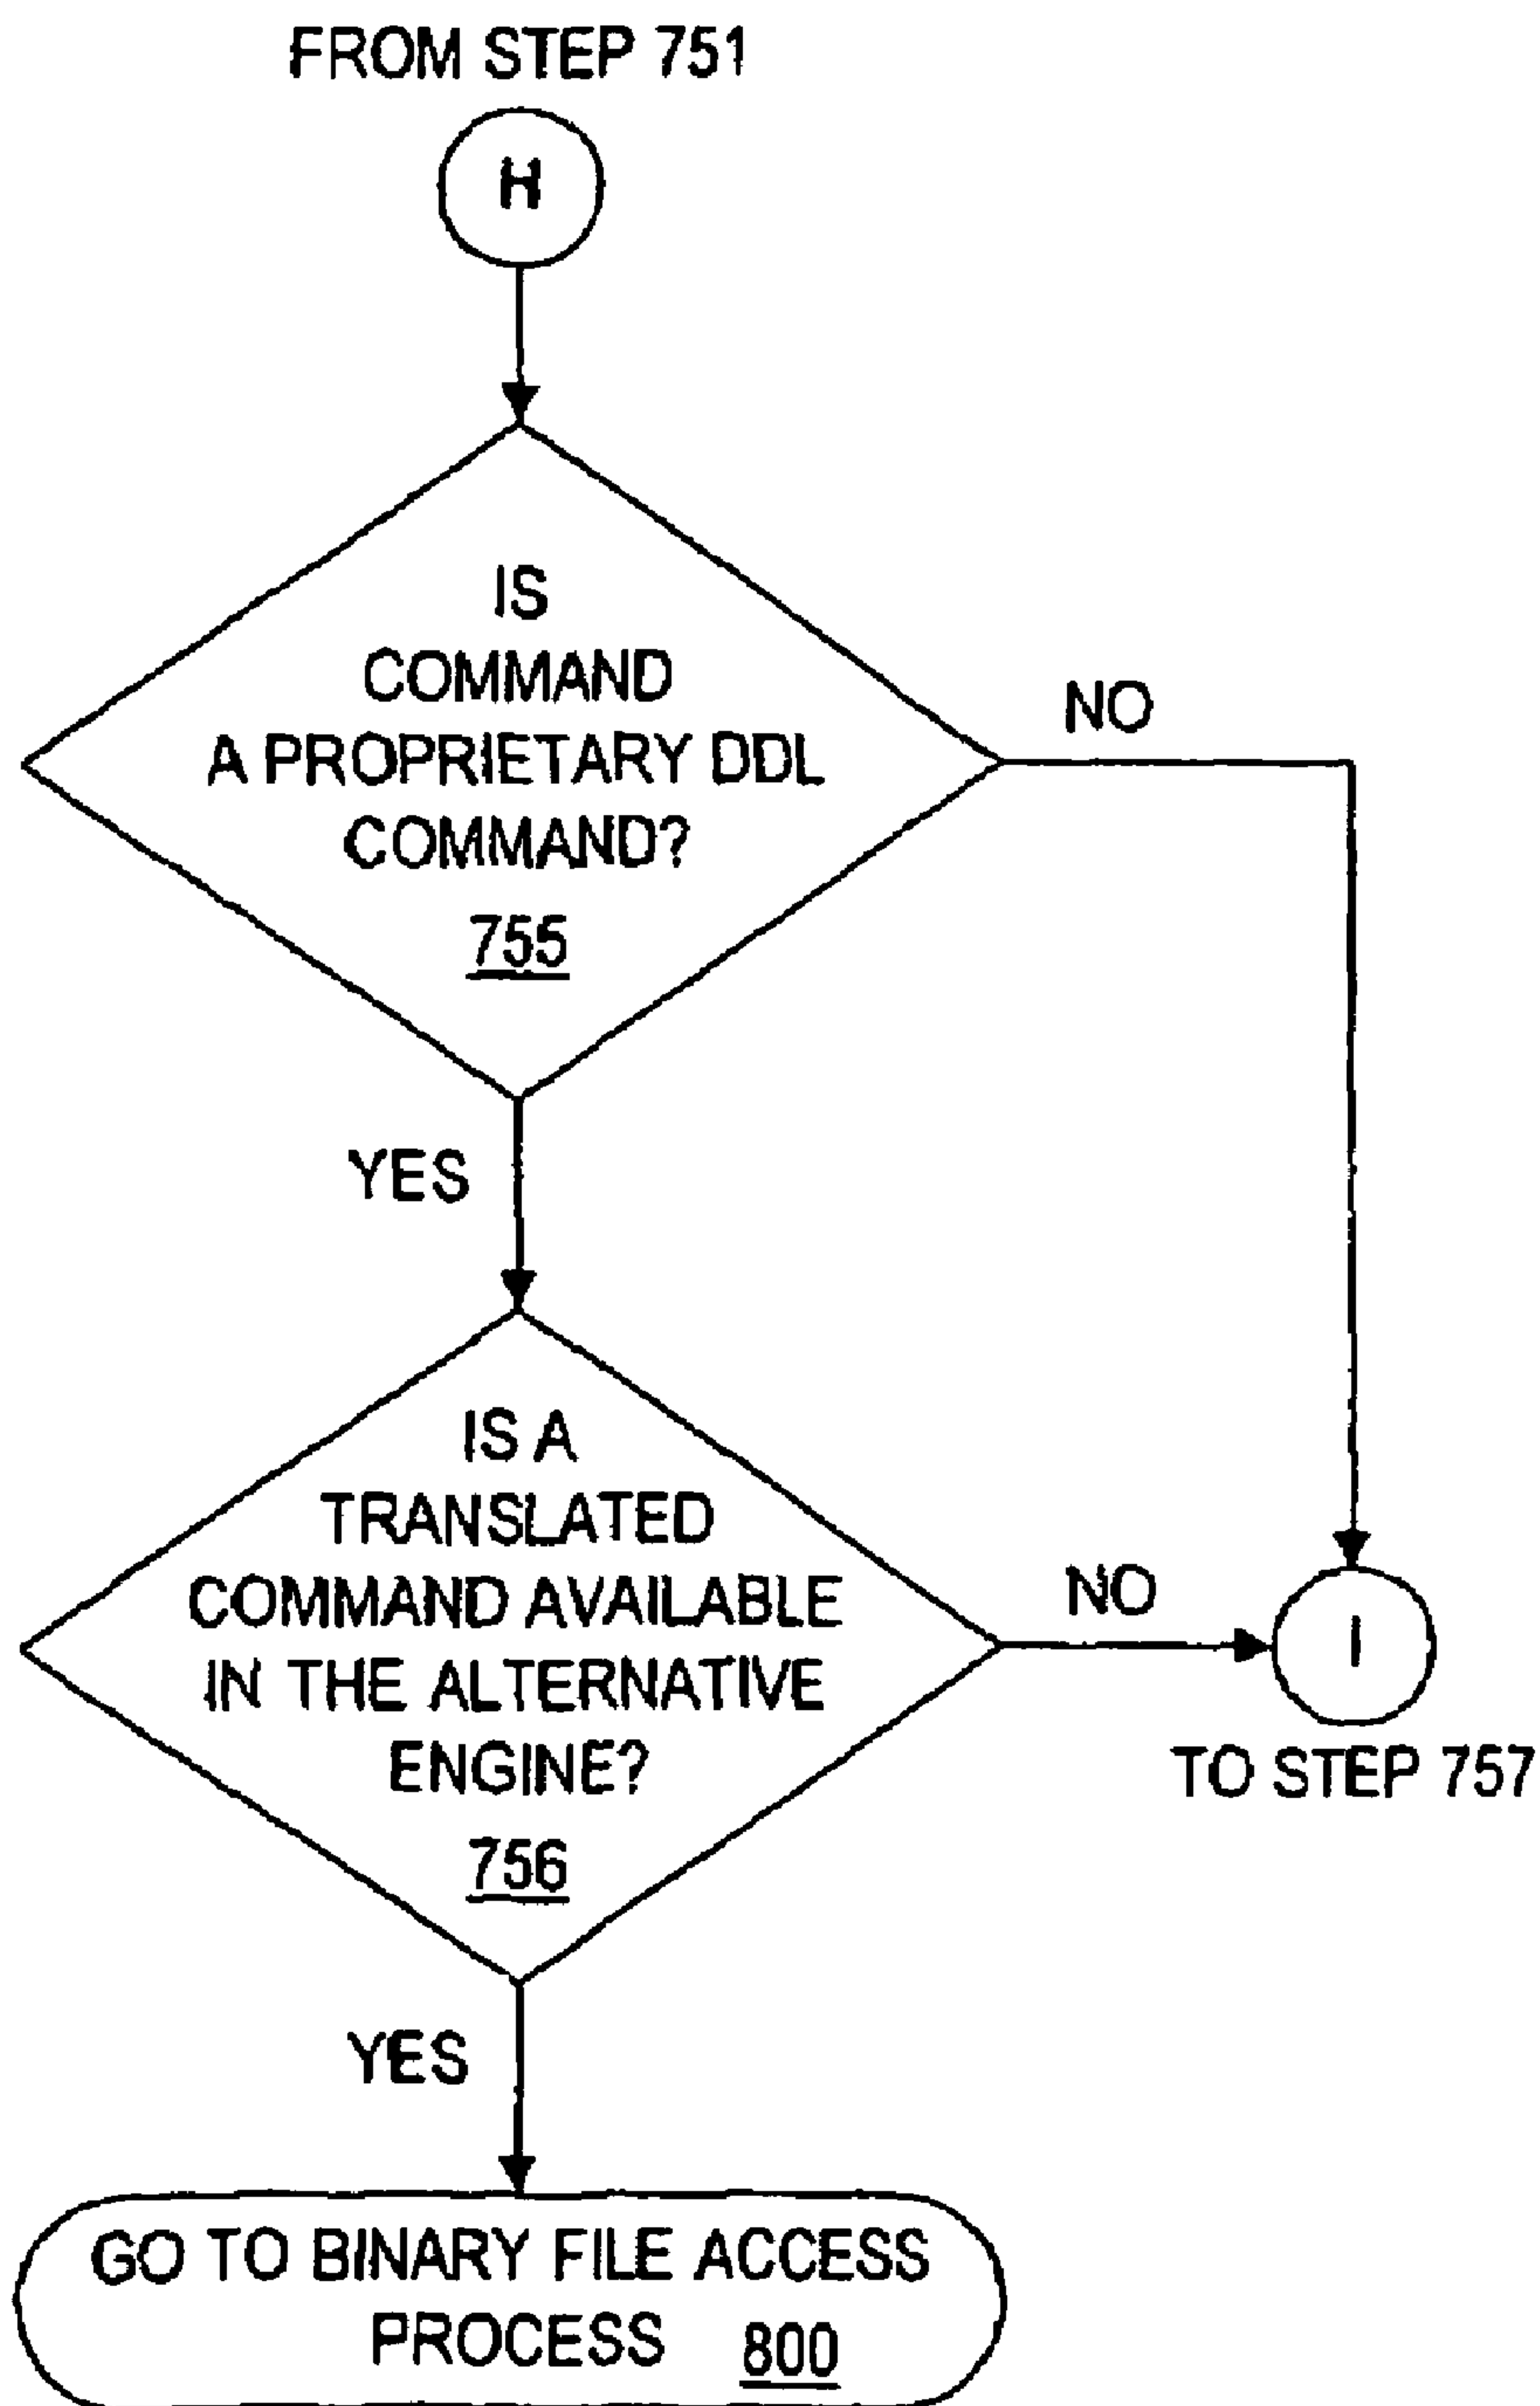 FROM STEP 751
H
IS
COMMAND
A PROPRIETARY DDL
COMMAND?
755
NO
YES
IS A
TRANSLATED
COMMAND AVAILABLE
IN THE ALTERNATIVE
ENGINE?
756
NO
I
TO STEP 757
YES
GO TO BINARY FILE ACCESS
PROCESS 800